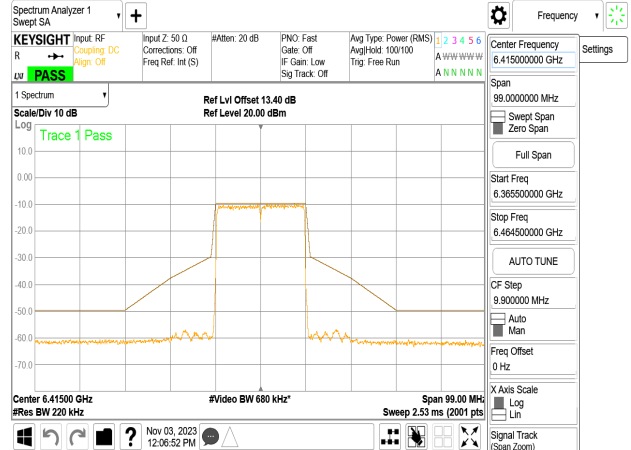 Spectrum Analyzer 1
Swept SA
Frequency
Settings
KEYSIGHT
R
PASS
Input: RF
Coupling: DC
Align: Off
Input Z: 50 Ω
Corrections: Off
Freq Ref: Int (S)
#Atten: 20 dB
PNO: Fast
Gate: Off
IF Gain: Low
Sig Track: Off
Avg Type: Power (RMS)
Avg|Hold: 100/100
Trig: Free Run
1 2 3 4 5 6
A W W W W W
A N N N N N
1 Spectrum
Scale/Div 10 dB
Ref Lvl Offset 13.40 dB
Ref Level 20.00 dBm
Log
Trace 1 Pass
10.0
0.00
-10.0
-20.0
-30.0
-40.0
-50.0
-60.0
-70.0
Center 6.41500 GHz
#Res BW 220 kHz
#Video BW 680 kHz*
Span 99.00 MHz
Sweep 2.53 ms (2001 pts
Nov 03, 2023
12:06:52 PM
Center Frequency
6.415000000 GHz
Span
99.0000000 MHz
Swept Span
Zero Span
Full Span
Start Freq
6.365500000 GHz
Stop Freq
6.464500000 GHz
AUTO TUNE
CF Step
9.900000 MHz
Auto
Man
Freq Offset
0 Hz
X Axis Scale
Log
Lin
Signal Track
(Span Zoom)